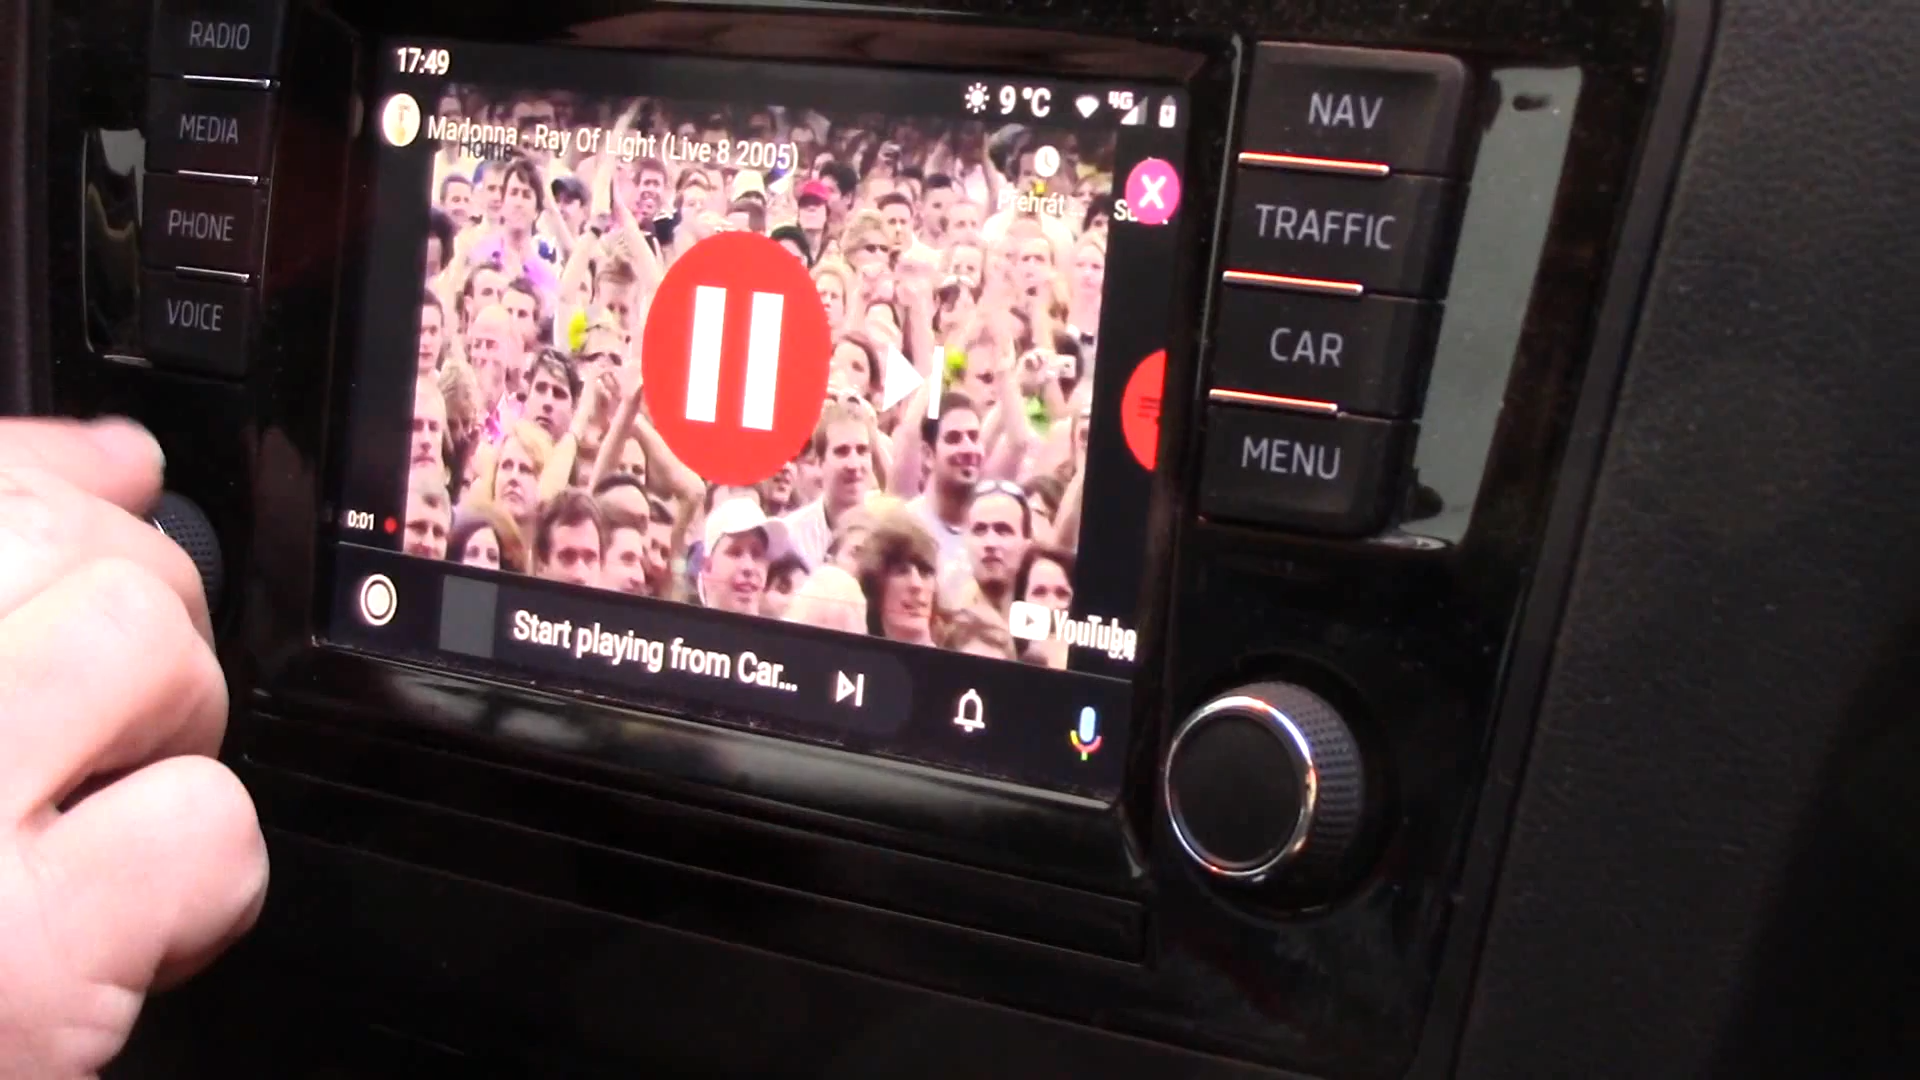 RADIO
MEDIA
PHONE
VOICE
17:49
9 °C
4G
Madonna - Ray Of Light (Live 8 2005)
Home
Přehrát
X
0:01
YouTube
Start playing from Car...
NAV
TRAFFIC
CAR
MENU